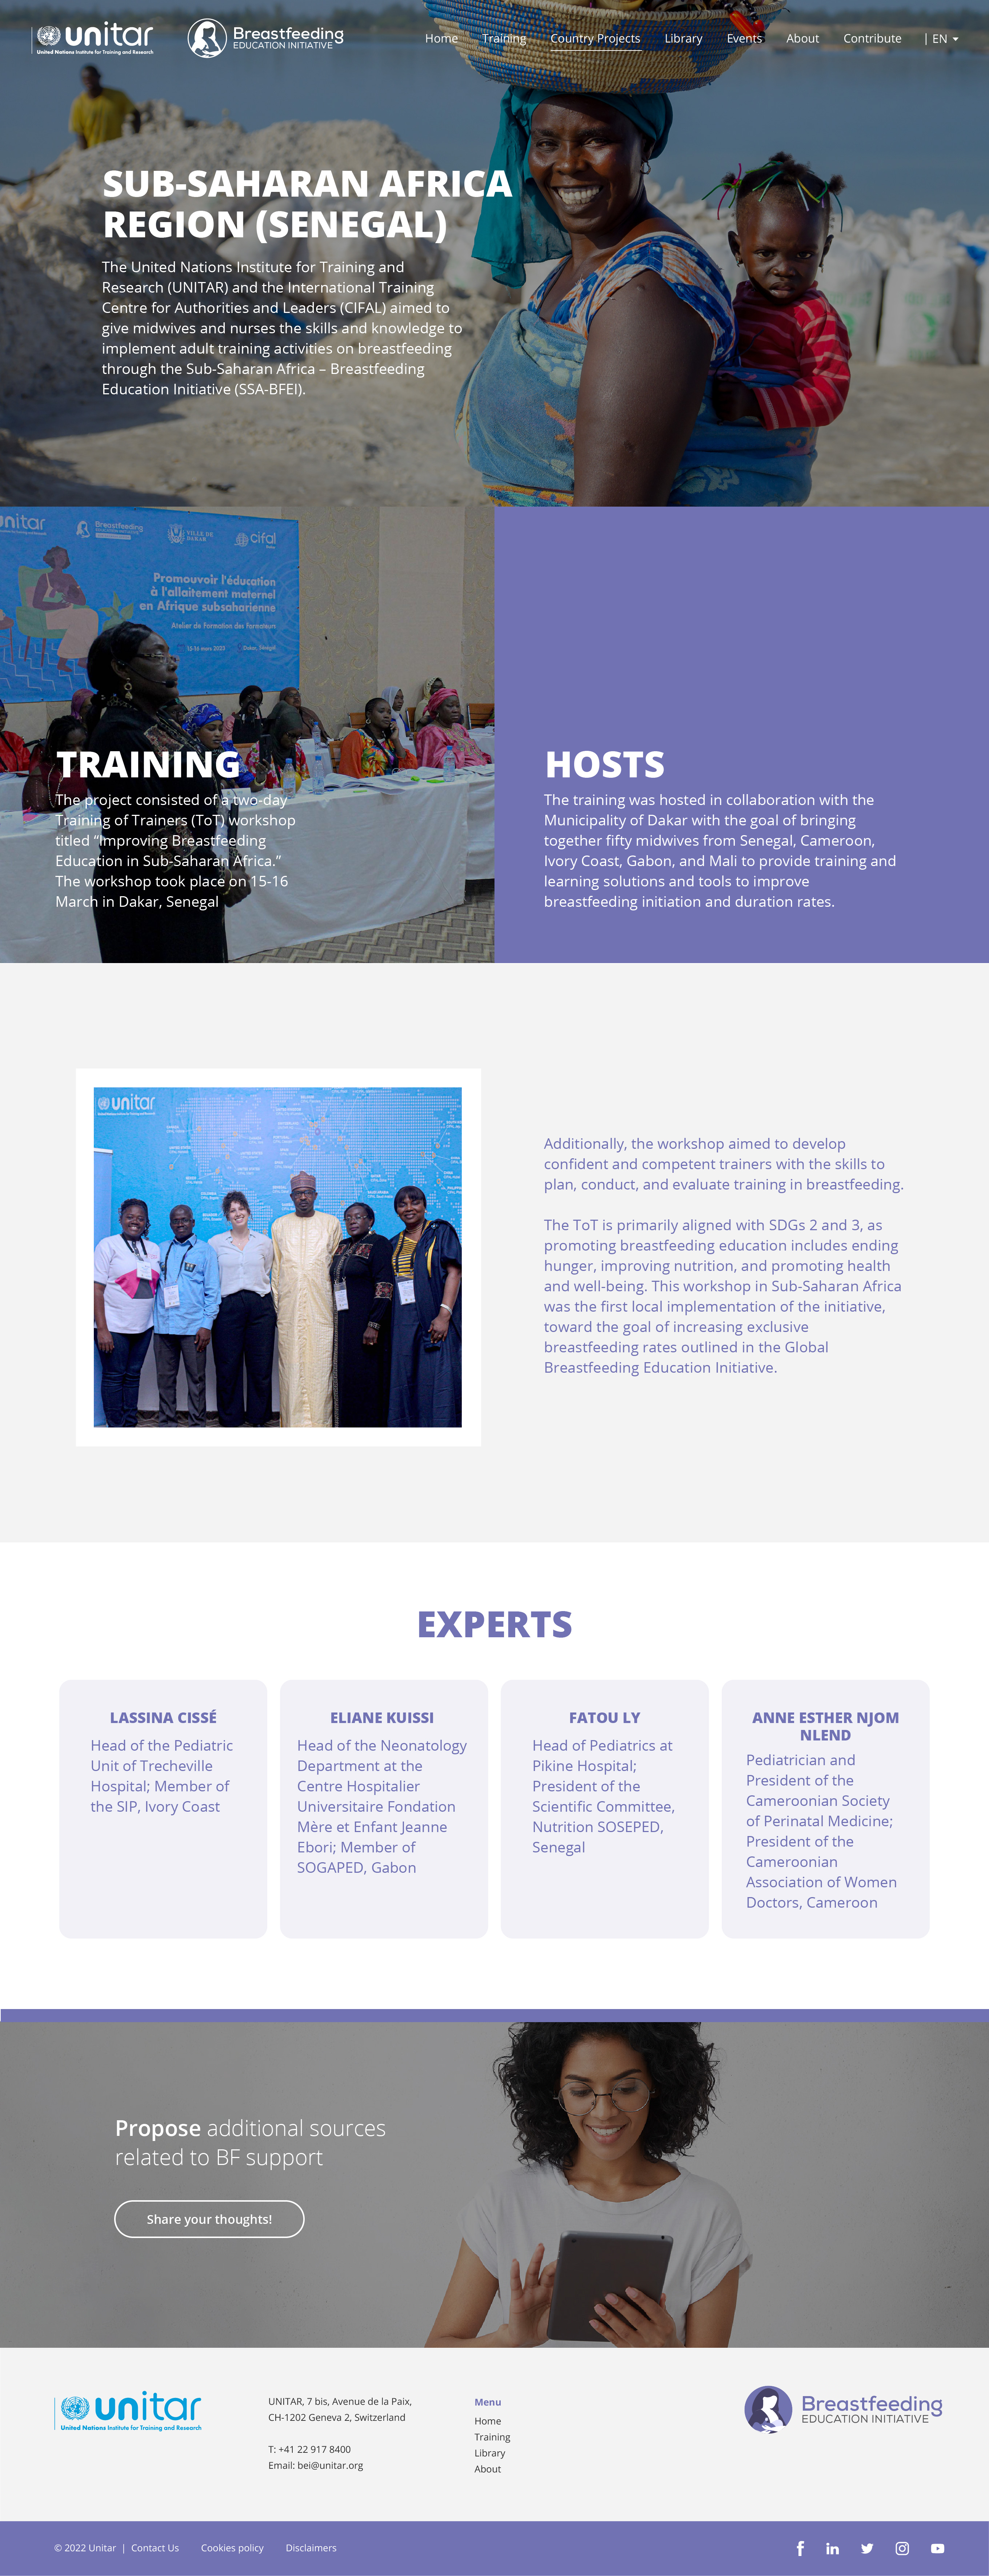 unitar
United Nations Institute for Training and Research
Breastfeeding
EDUCATION INITIATIVE
Home Training Country Projects Library Events About Contribute | EN
SUB-SAHARAN AFRICA
REGION (SENEGAL)
The United Nations Institute for Training and
Research (UNITAR) and the International Training
Centre for Authorities and Leaders (CIFAL) aimed to
give midwives and nurses the skills and knowledge to
implement adult training activities on breastfeeding
through the Sub-Saharan Africa – Breastfeeding
Education Initiative (SSA-BFEI).
unitar
Breastfeeding
VILLE DE
DAKAR
cifal
Promouvoir l'éducation
à l'allaitement maternel
en Afrique subsaharienne
Atelier de Formation des Formateurs
15-16 mars 2023 Dakar, Sénégal
TRAINING
The project consisted of a two-day
Training of Trainers (ToT) workshop
titled “Improving Breastfeeding
Education in Sub-Saharan Africa.”
The workshop took place on 15-16
March in Dakar, Senegal
HOSTS
The training was hosted in collaboration with the
Municipality of Dakar with the goal of bringing
together fifty midwives from Senegal, Cameroon,
Ivory Coast, Gabon, and Mali to provide training and
learning solutions and tools to improve
breastfeeding initiation and duration rates.
unitar
Additionally, the workshop aimed to develop
confident and competent trainers with the skills to
plan, conduct, and evaluate training in breastfeeding.
The ToT is primarily aligned with SDGs 2 and 3, as
promoting breastfeeding education includes ending
hunger, improving nutrition, and promoting health
and well-being. This workshop in Sub-Saharan Africa
was the first local implementation of the initiative,
toward the goal of increasing exclusive
breastfeeding rates outlined in the Global
Breastfeeding Education Initiative.
EXPERTS
LASSINA CISSÉ
Head of the Pediatric
Unit of Trecheville
Hospital; Member of
the SIP, Ivory Coast
ELIANE KUISSI
Head of the Neonatology
Department at the
Centre Hospitalier
Universitaire Fondation
Mère et Enfant Jeanne
Ebori; Member of
SOGAPED, Gabon
FATOU LY
Head of Pediatrics at
Pikine Hospital;
President of the
Scientific Committee,
Nutrition SOSEPED,
Senegal
ANNE ESTHER NJOM
NLEND
Pediatrician and
President of the
Cameroonian Society
of Perinatal Medicine;
President of the
Cameroonian
Association of Women
Doctors, Cameroon
Propose additional sources
related to BF support
Share your thoughts!
unitar
United Nations Institute for Training and Research
UNITAR, 7 bis, Avenue de la Paix,
CH-1202 Geneva 2, Switzerland
T: +41 22 917 8400
Email: bei@unitar.org
Menu
Home
Training
Library
About
Breastfeeding
EDUCATION INITIATIVE
© 2022 Unitar | Contact Us Cookies policy Disclaimers